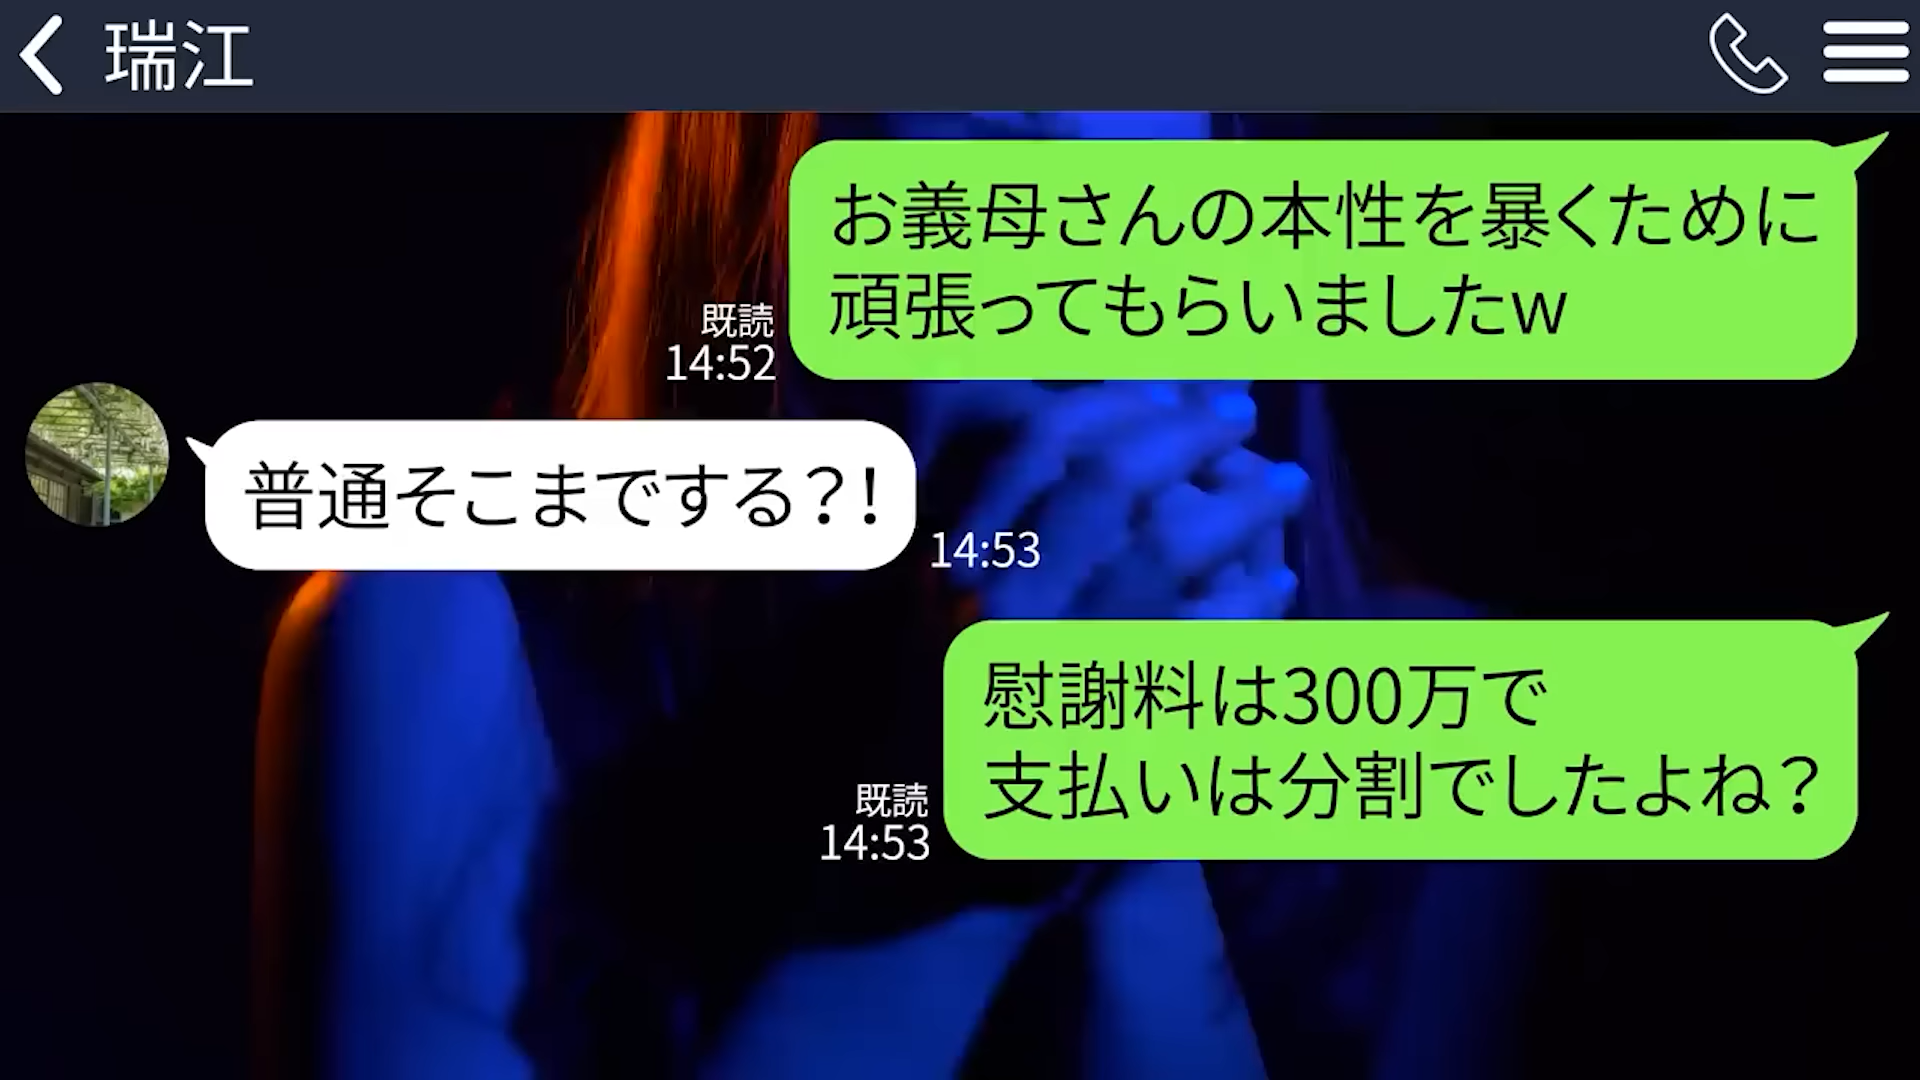 瑞江
お義母さんの本性を暴くために
頑張ってもらいましたw
既読
14:52
普通そこまでする？！
14:53
慰謝料は300万で
支払いは分割でしたよね？
既読
14:53